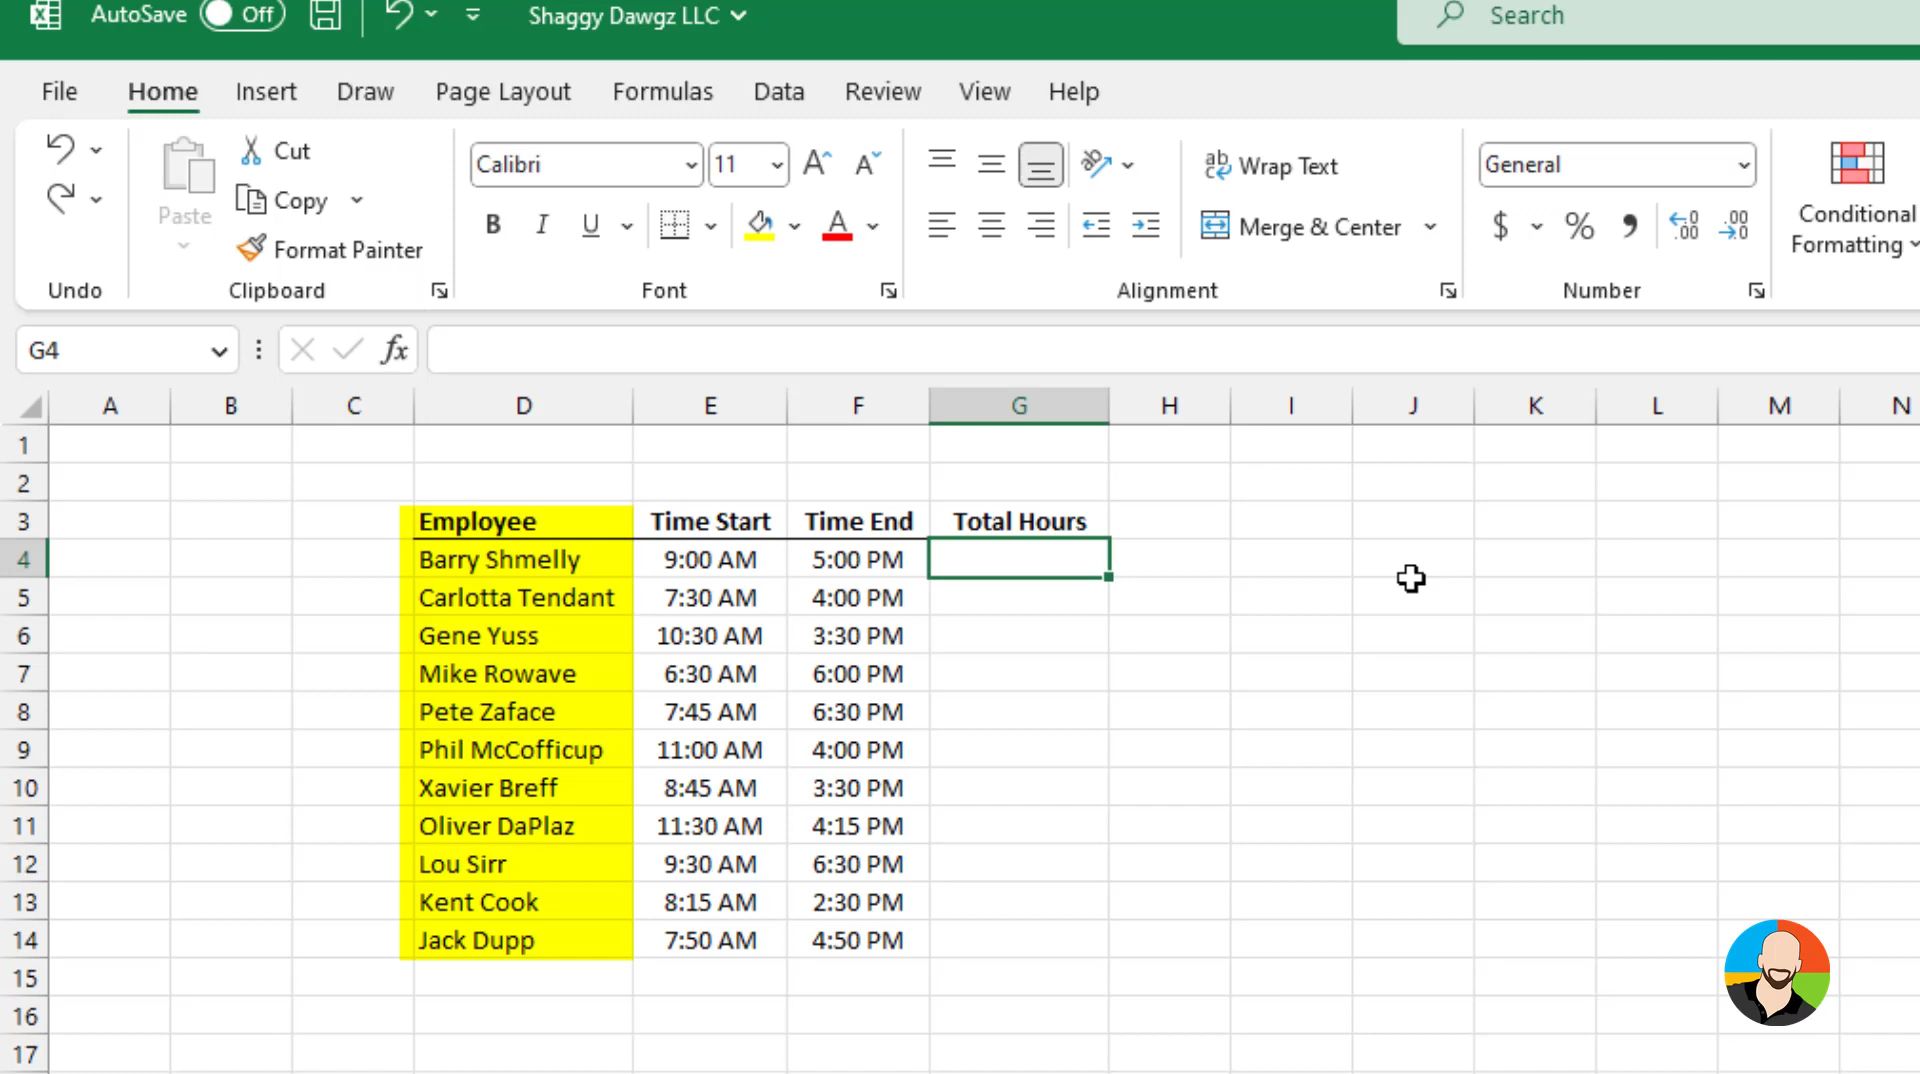 AutoSave Off Shaggy Dawgz LLC Search
File Home Insert Draw Page Layout Formulas Data Review View Help
Cut Calibri 11 Wrap Text General
Copy
Paste B I U Merge & Center $ % Conditional
Format Painter Formatting
Undo Clipboard Font Alignment Number
G4 fx
A B C D E F G H I J K L M N
1
2
3 Employee Time Start Time End Total Hours
4 Barry Shmelly 9:00 AM 5:00 PM
5 Carlotta Tendant 7:30 AM 4:00 PM
6 Gene Yuss 10:30 AM 3:30 PM
7 Mike Rowave 6:30 AM 6:00 PM
8 Pete Zaface 7:45 AM 6:30 PM
9 Phil McCofficup 11:00 AM 4:00 PM
10 Xavier Breff 8:45 AM 3:30 PM
11 Oliver DaPlaz 11:30 AM 4:15 PM
12 Lou Sirr 9:30 AM 6:30 PM
13 Kent Cook 8:15 AM 2:30 PM
14 Jack Dupp 7:50 AM 4:50 PM
15
16
17